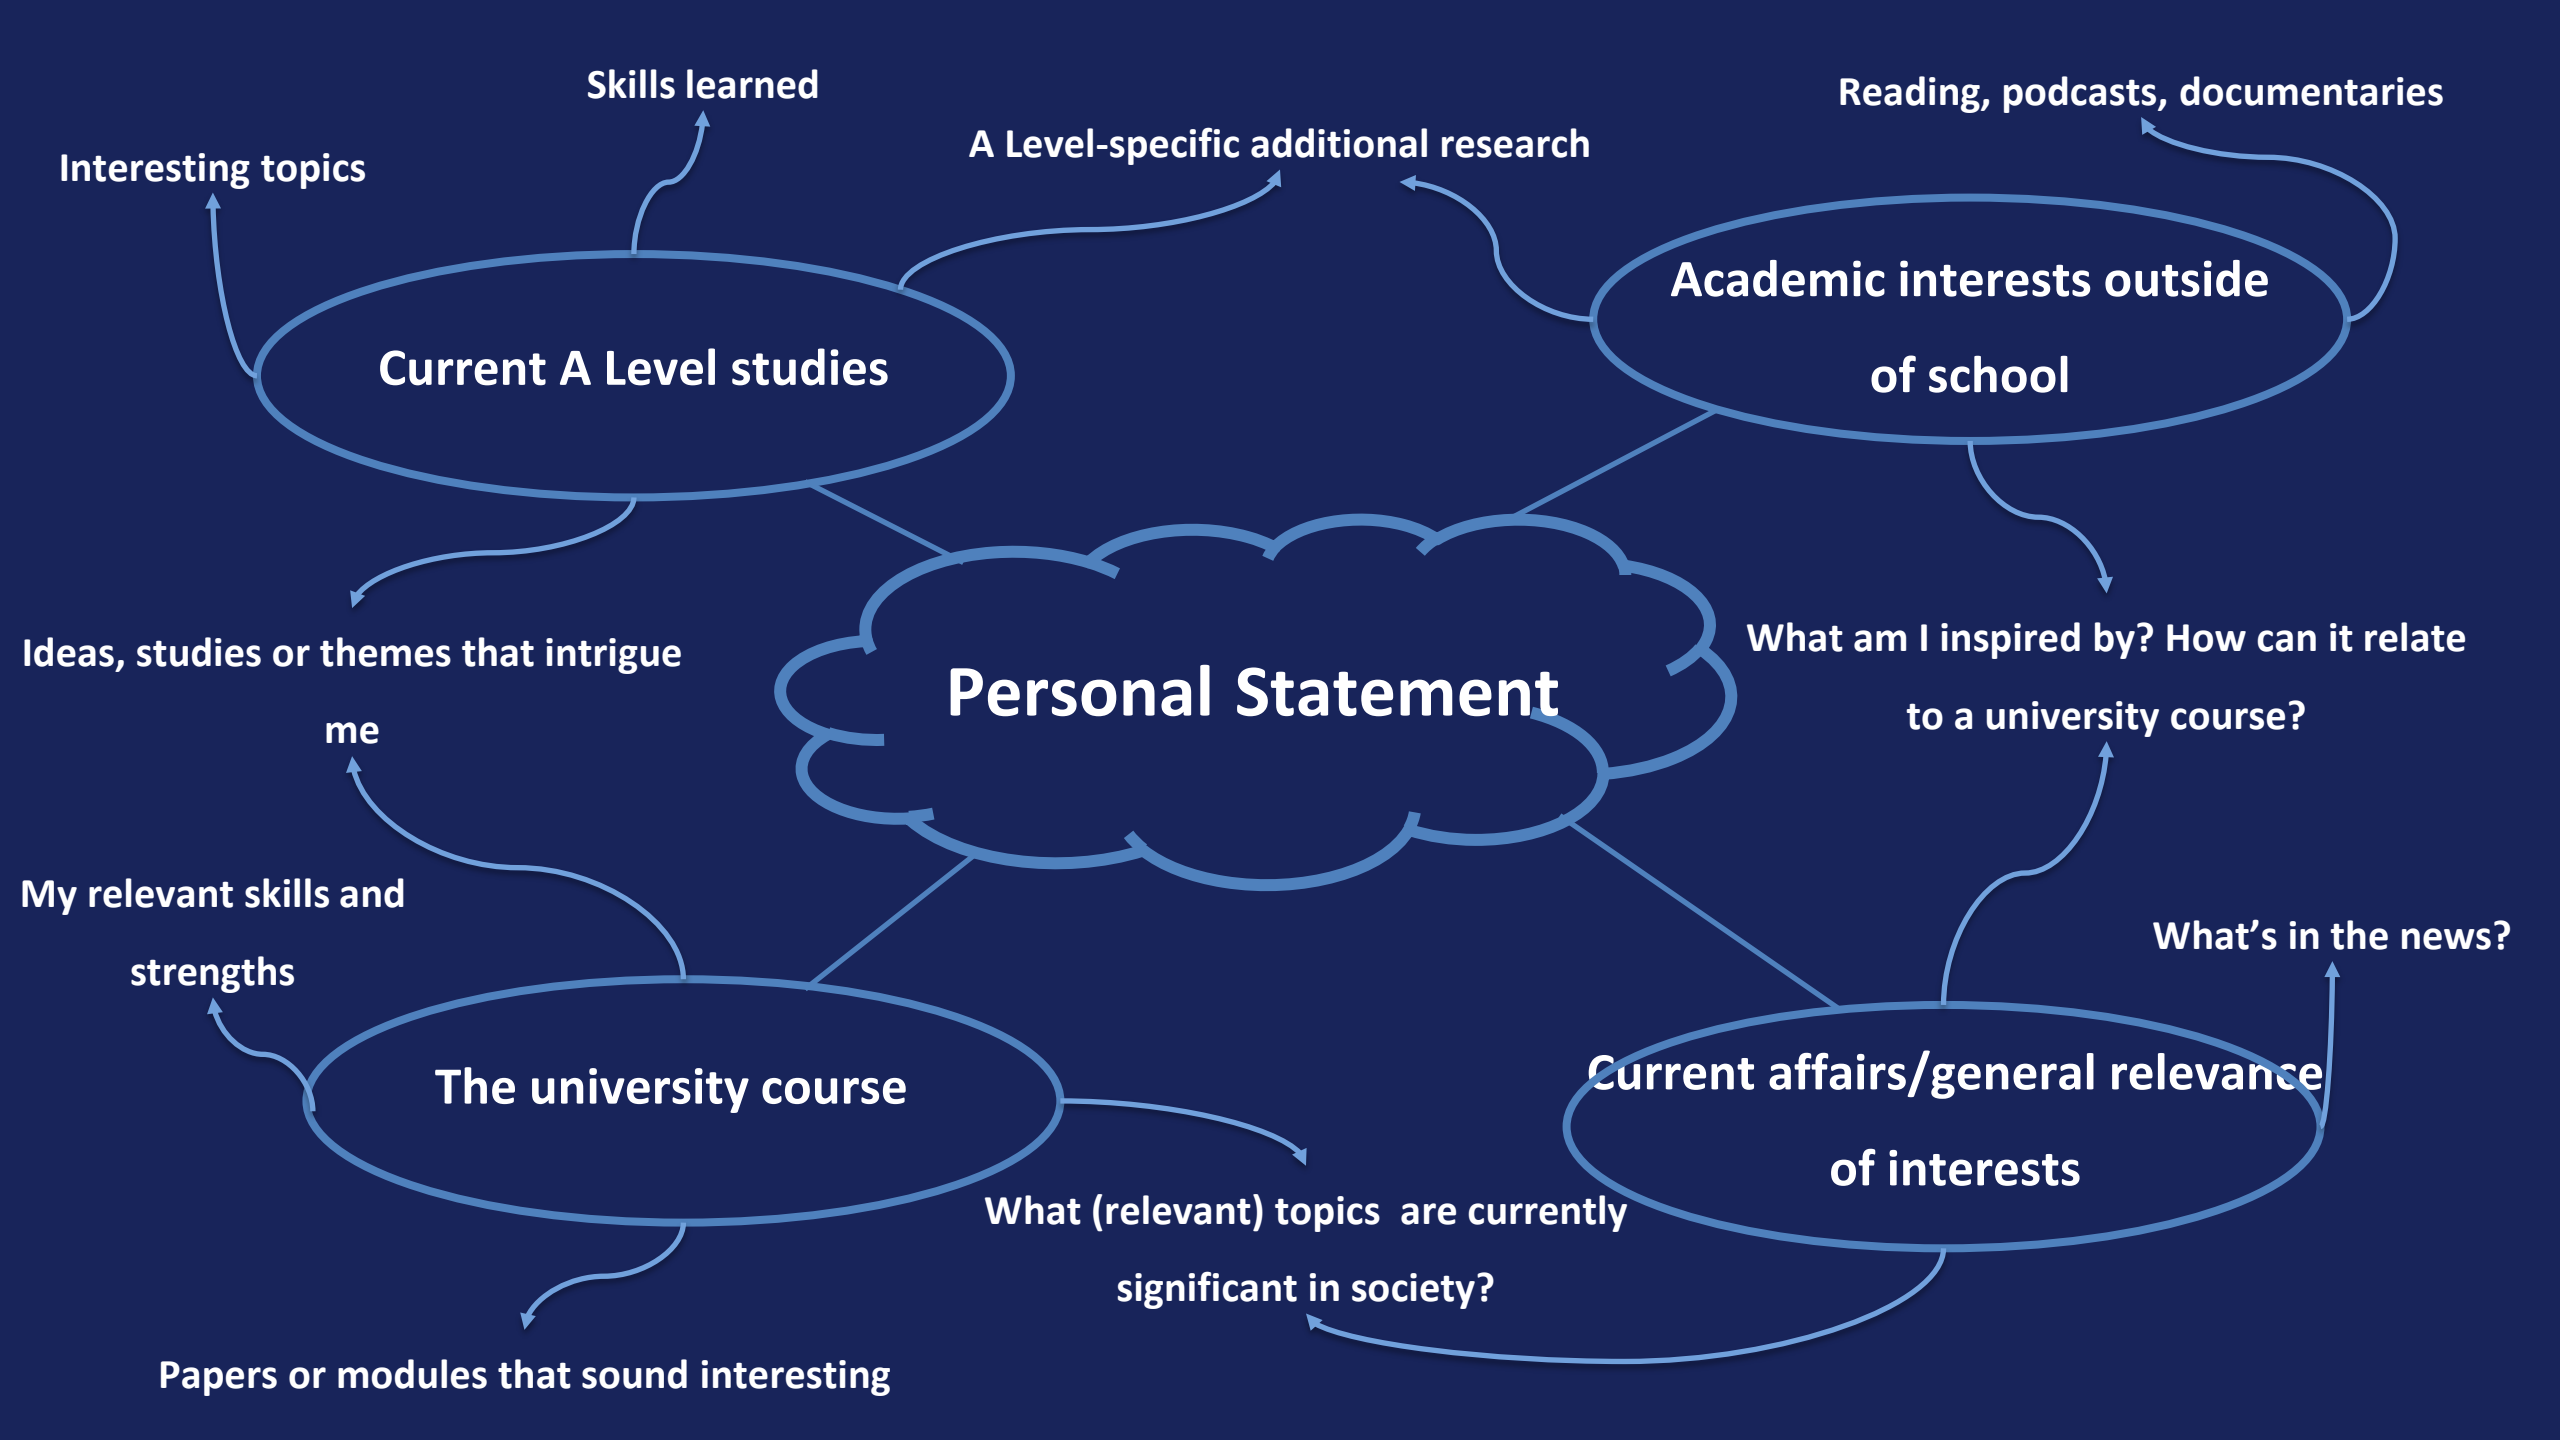 Skills learned
Reading, podcasts, documentaries
A Level-specific additional research
Interesting topics
Academic interests outside
of school
Current A Level studies
Ideas, studies or themes that intrigue
me
Personal Statement
What am I inspired by? How can it relate
to a university course?
My relevant skills and
strengths
What’s in the news?
The university course
Current affairs/general relevance
of interests
What (relevant) topics  are currently
significant in society?
Papers or modules that sound interesting